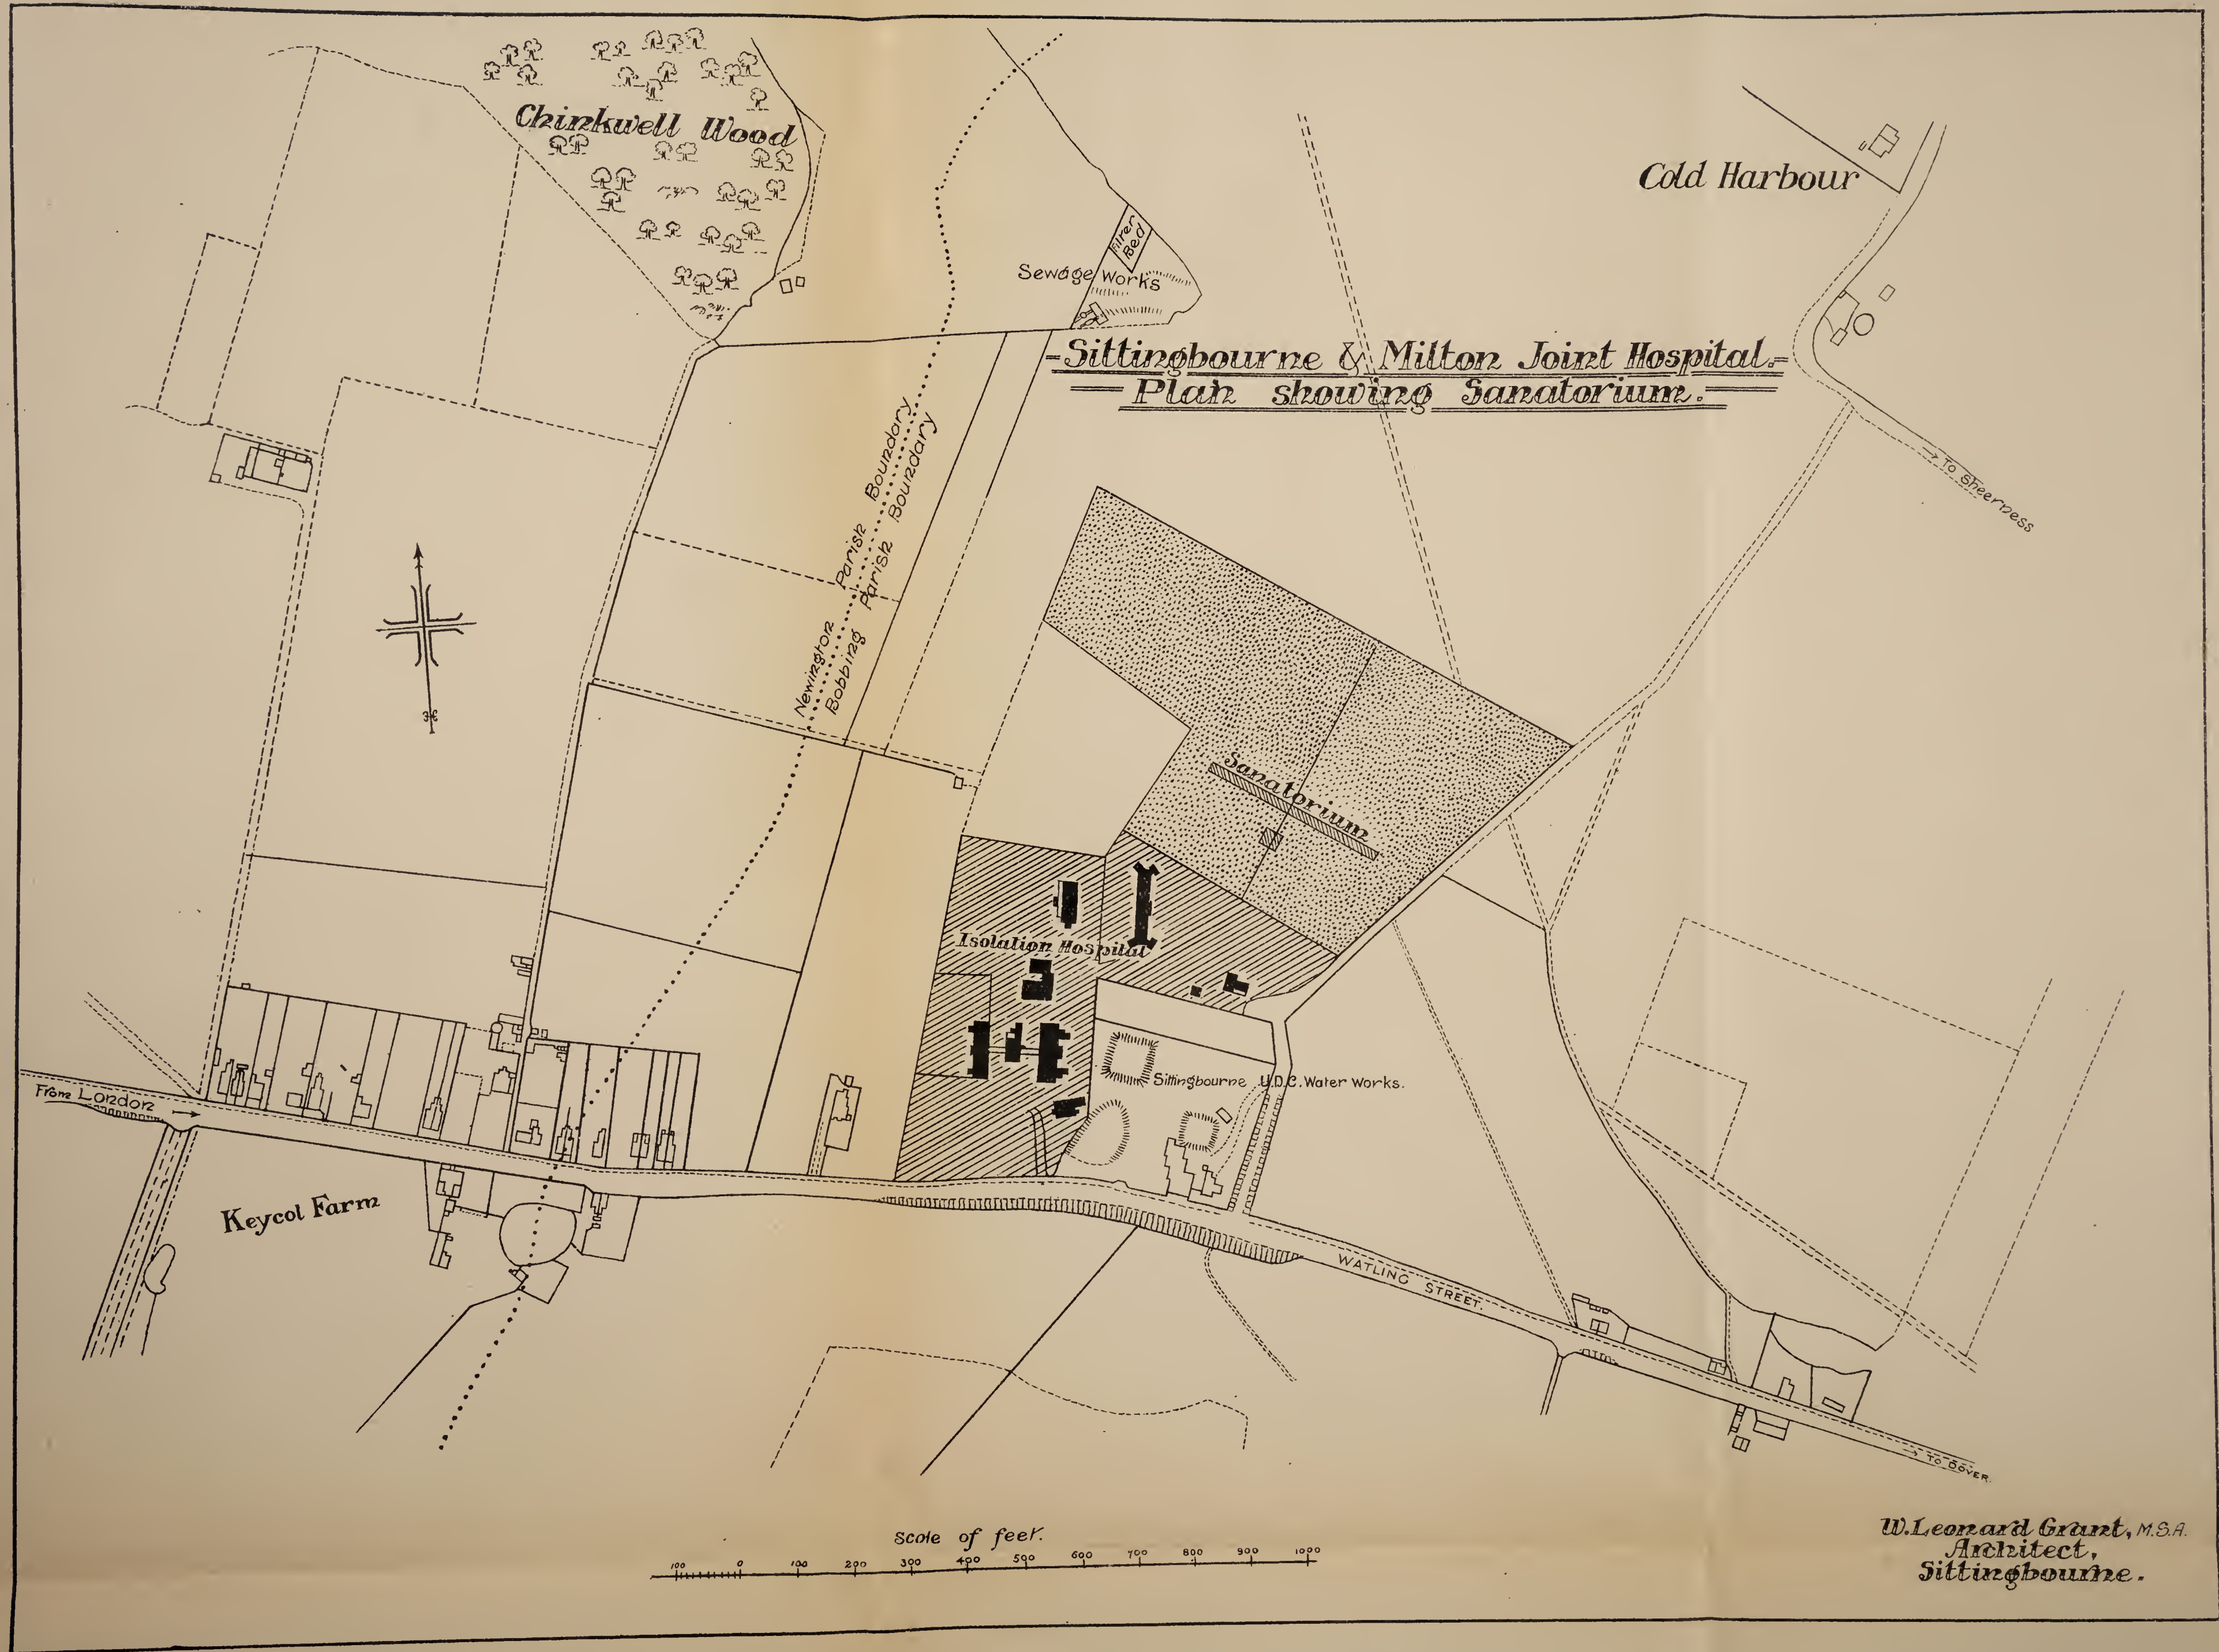 Chinkwell Wood
Cold Harbour
Filter
Bed
Sewage Works
-Sittingbourne & Milton Joint Hospital.-
Plan showing Sanatorium.
→ To Sheerness
Newington Parish Boundary
Bobbing Parish Boundary
Sanatorium
Isolation Hospital
Sittingbourne U.D.C. Water Works.
From London →
Keycol Farm
WATLING STREET.
→ TO DOVER.
Scale of feet.
100 0 100 200 300 400 500 600 700 800 900 1000
W. Leonard Grant, M.S.A.
Architect,
Sittingbourne.